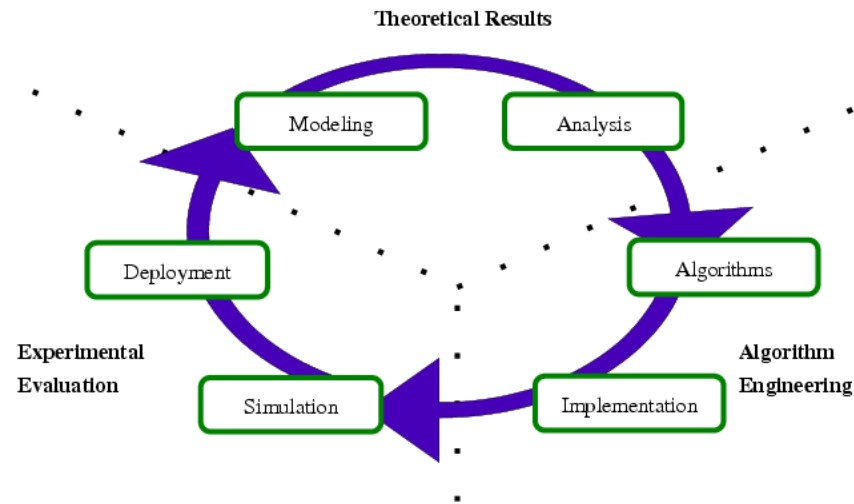 Theoretical Results
Modeling
Analysis
Deployment
Algorithms
Experimental
Evaluation
Algorithm
Engineering
Simulation
Implementation